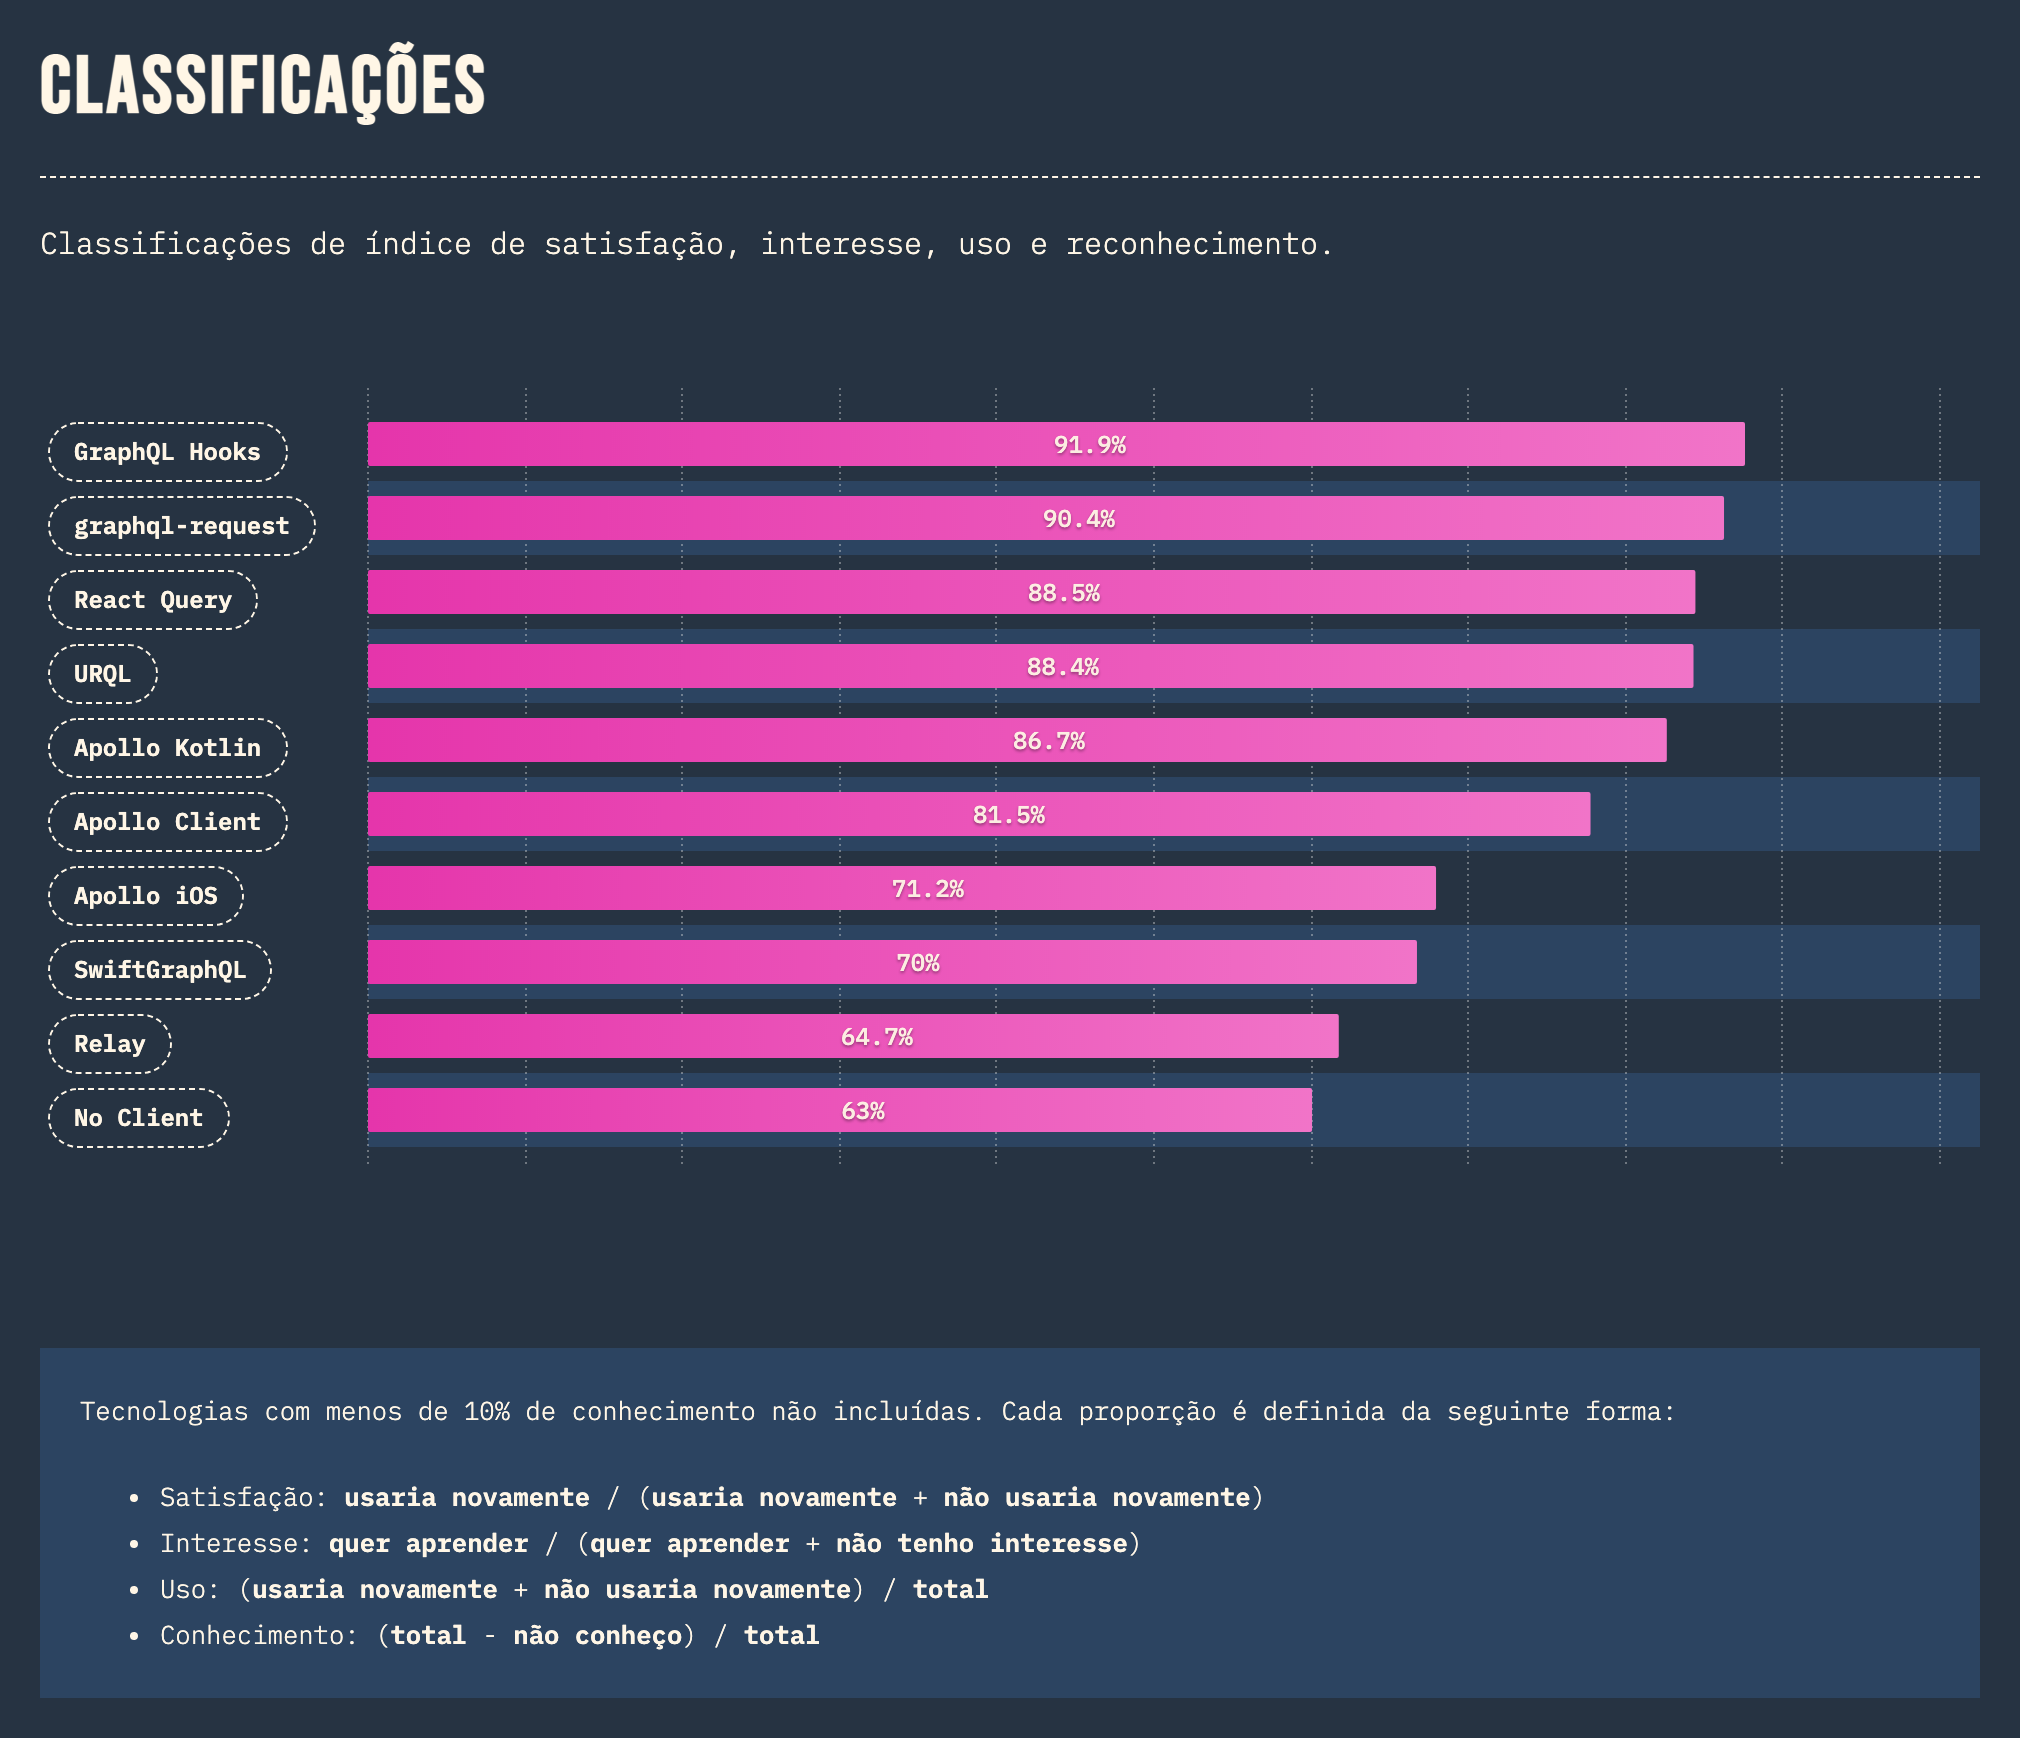 CLASSIFICAÇÕES
Classificações de índice de satisfação, interesse, uso e reconhecimento.
GraphQL Hooks 91.9%
graphql-request 90.4%
React Query 88.5%
URQL 88.4%
Apollo Kotlin 86.7%
Apollo Client 81.5%
Apollo iOS 71.2%
SwiftGraphQL 70%
Relay 64.7%
No Client 63%
Tecnologias com menos de 10% de conhecimento não incluídas. Cada proporção é definida da seguinte forma:
• Satisfação: usaria novamente / (usaria novamente + não usaria novamente)
• Interesse: quer aprender / (quer aprender + não tenho interesse)
• Uso: (usaria novamente + não usaria novamente) / total
• Conhecimento: (total - não conheço) / total